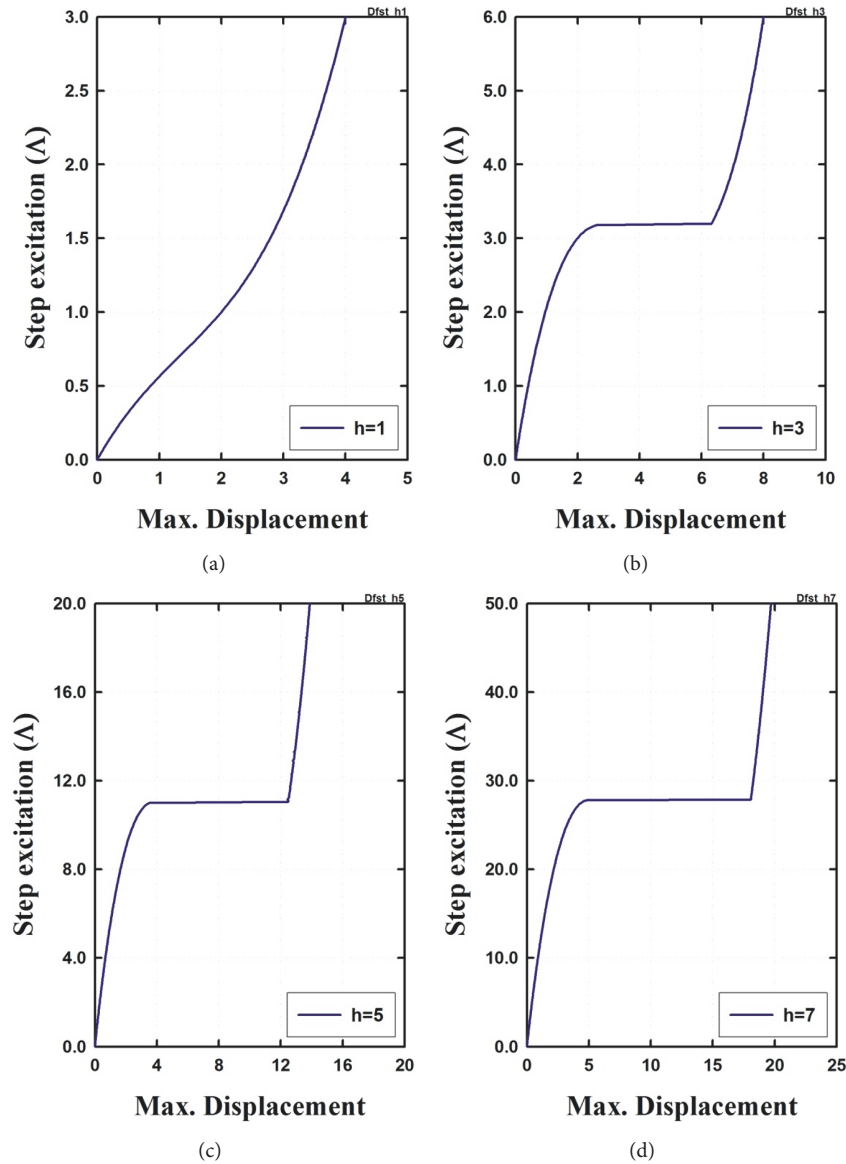 Dfst_h1
3.0
2.5
2.0
1.5
1.0
0.5
0.0
Step excitation (Λ)
h=1
0 1 2 3 4 5
Max. Displacement
(a)
Dfst_h3
6.0
5.0
4.0
3.0
2.0
1.0
0.0
Step excitation (Λ)
h=3
0 2 4 6 8 10
Max. Displacement
(b)
Dfst_h5
20.0
16.0
12.0
8.0
4.0
0.0
Step excitation (Λ)
h=5
0 4 8 12 16 20
Max. Displacement
(c)
Dfst_h7
50.0
40.0
30.0
20.0
10.0
0.0
Step excitation (Λ)
h=7
0 5 10 15 20 25
Max. Displacement
(d)